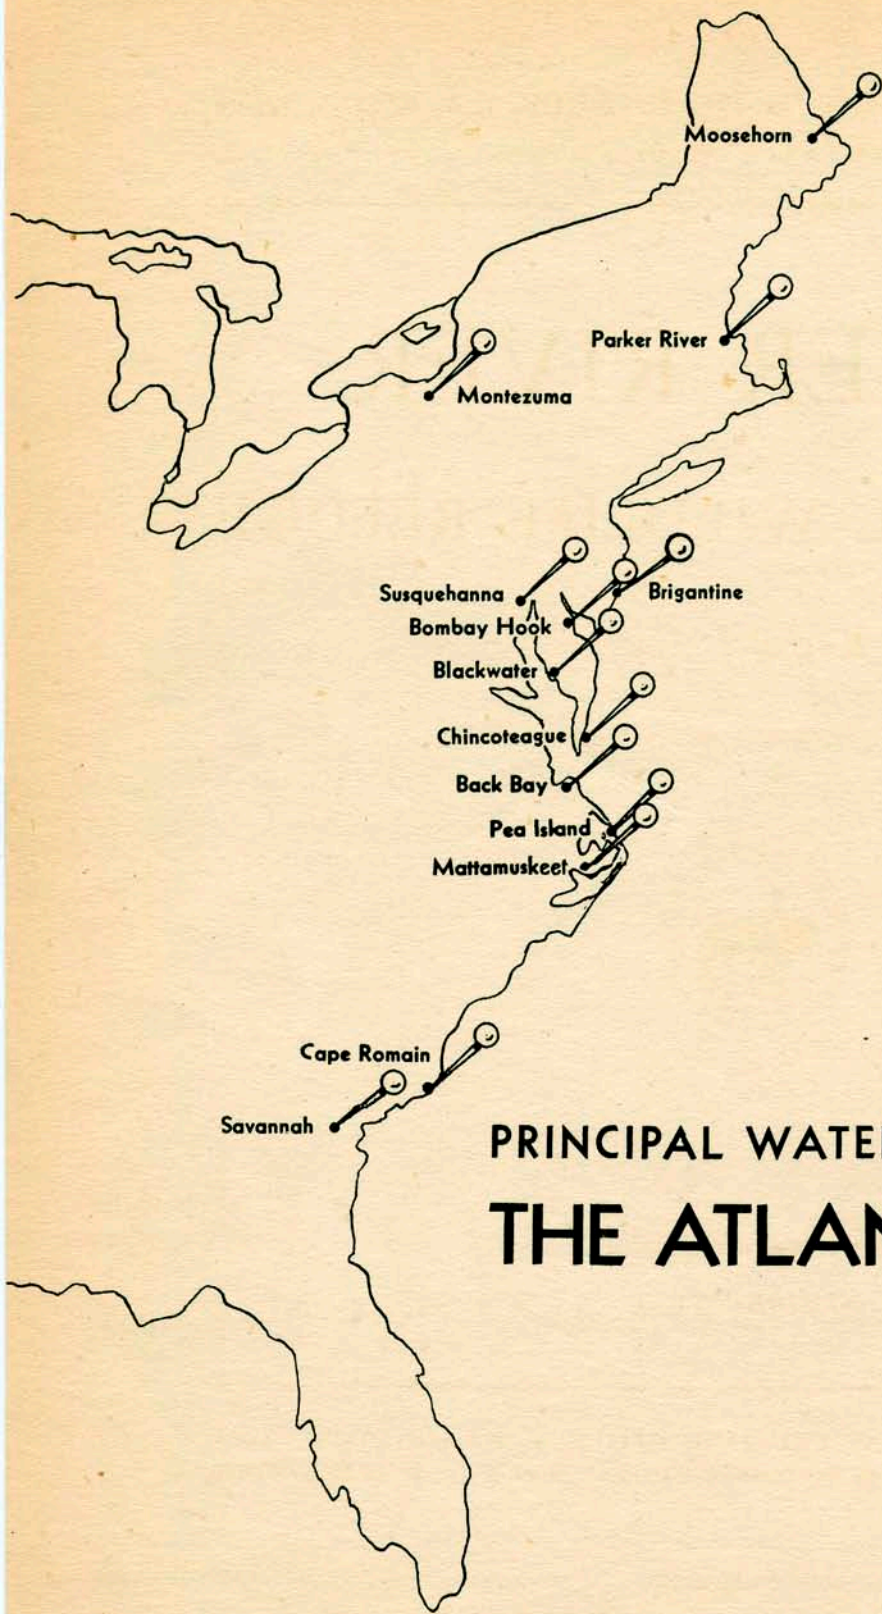 Moosehorn
Parker River
Montezuma
Susquehanna
Brigantine
Bombay Hook
Blackwater
Chincoteague
Back Bay
Pea Island
Mattamuskeet
Cape Romain
Savannah
PRINCIPAL WATE
THE ATLAN